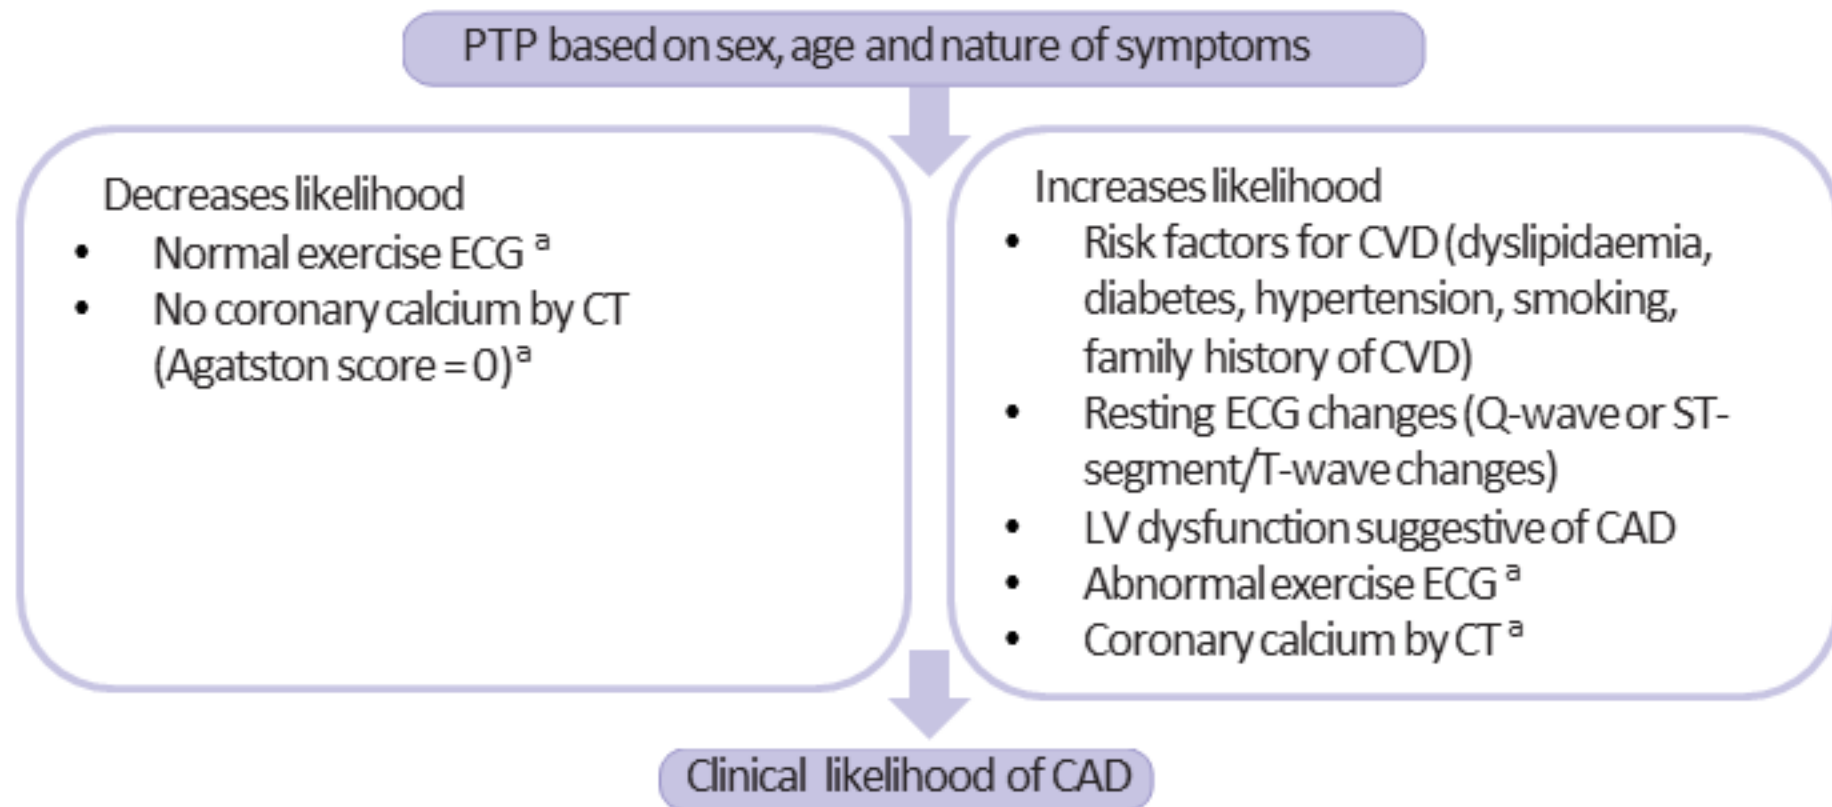 PTP based on sex, age and nature of symptoms
Decreases likelihood
• Normal exercise ECG ª
• No coronary calcium by CT
(Agatston score = 0) ª
Increases likelihood
• Risk factors for CVD (dyslipidaemia,
diabetes, hypertension, smoking,
family history of CVD)
• Resting ECG changes (Q-wave or ST-
segment/T-wave changes)
• LV dysfunction suggestive of CAD
• Abnormal exercise ECG ª
• Coronary calcium by CT ª
Clinical likelihood of CAD